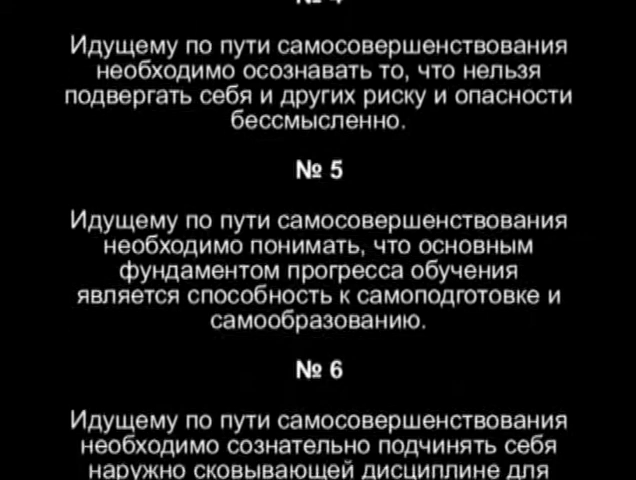 № 4
Идущему по пути самосовершенствования
необходимо осознавать то, что нельзя
подвергать себя и других риску и опасности
бессмысленно.
№ 5
Идущему по пути самосовершенствования
необходимо понимать, что основным
фундаментом прогресса обучения
является способность к самоподготовке и
самообразованию.
№ 6
Идущему по пути самосовершенствования
необходимо сознательно подчинять себя
наружно сковывающей дисциплине для